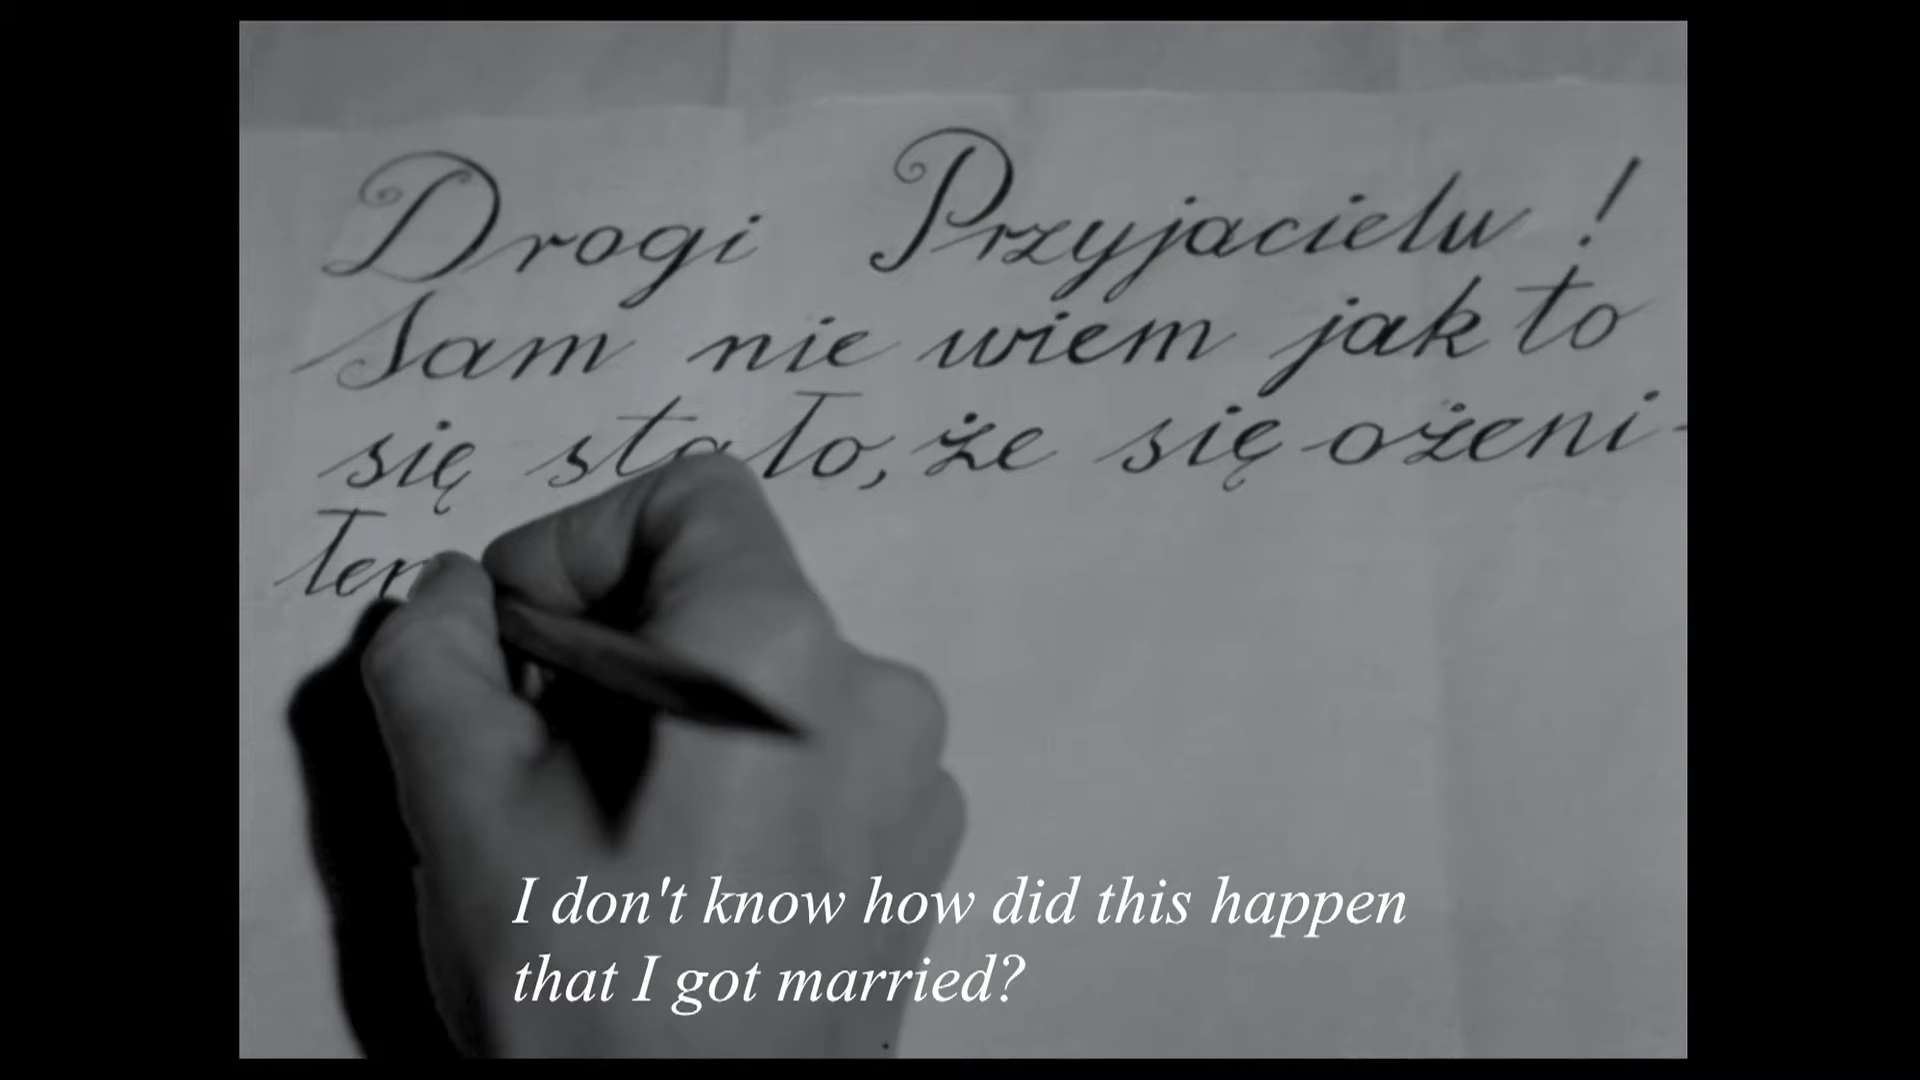 Drogi Przyjacielu!
Sam nie wiem jak to
się stało, że się ożeni-
łem
I don't know how did this happen
that I got married?